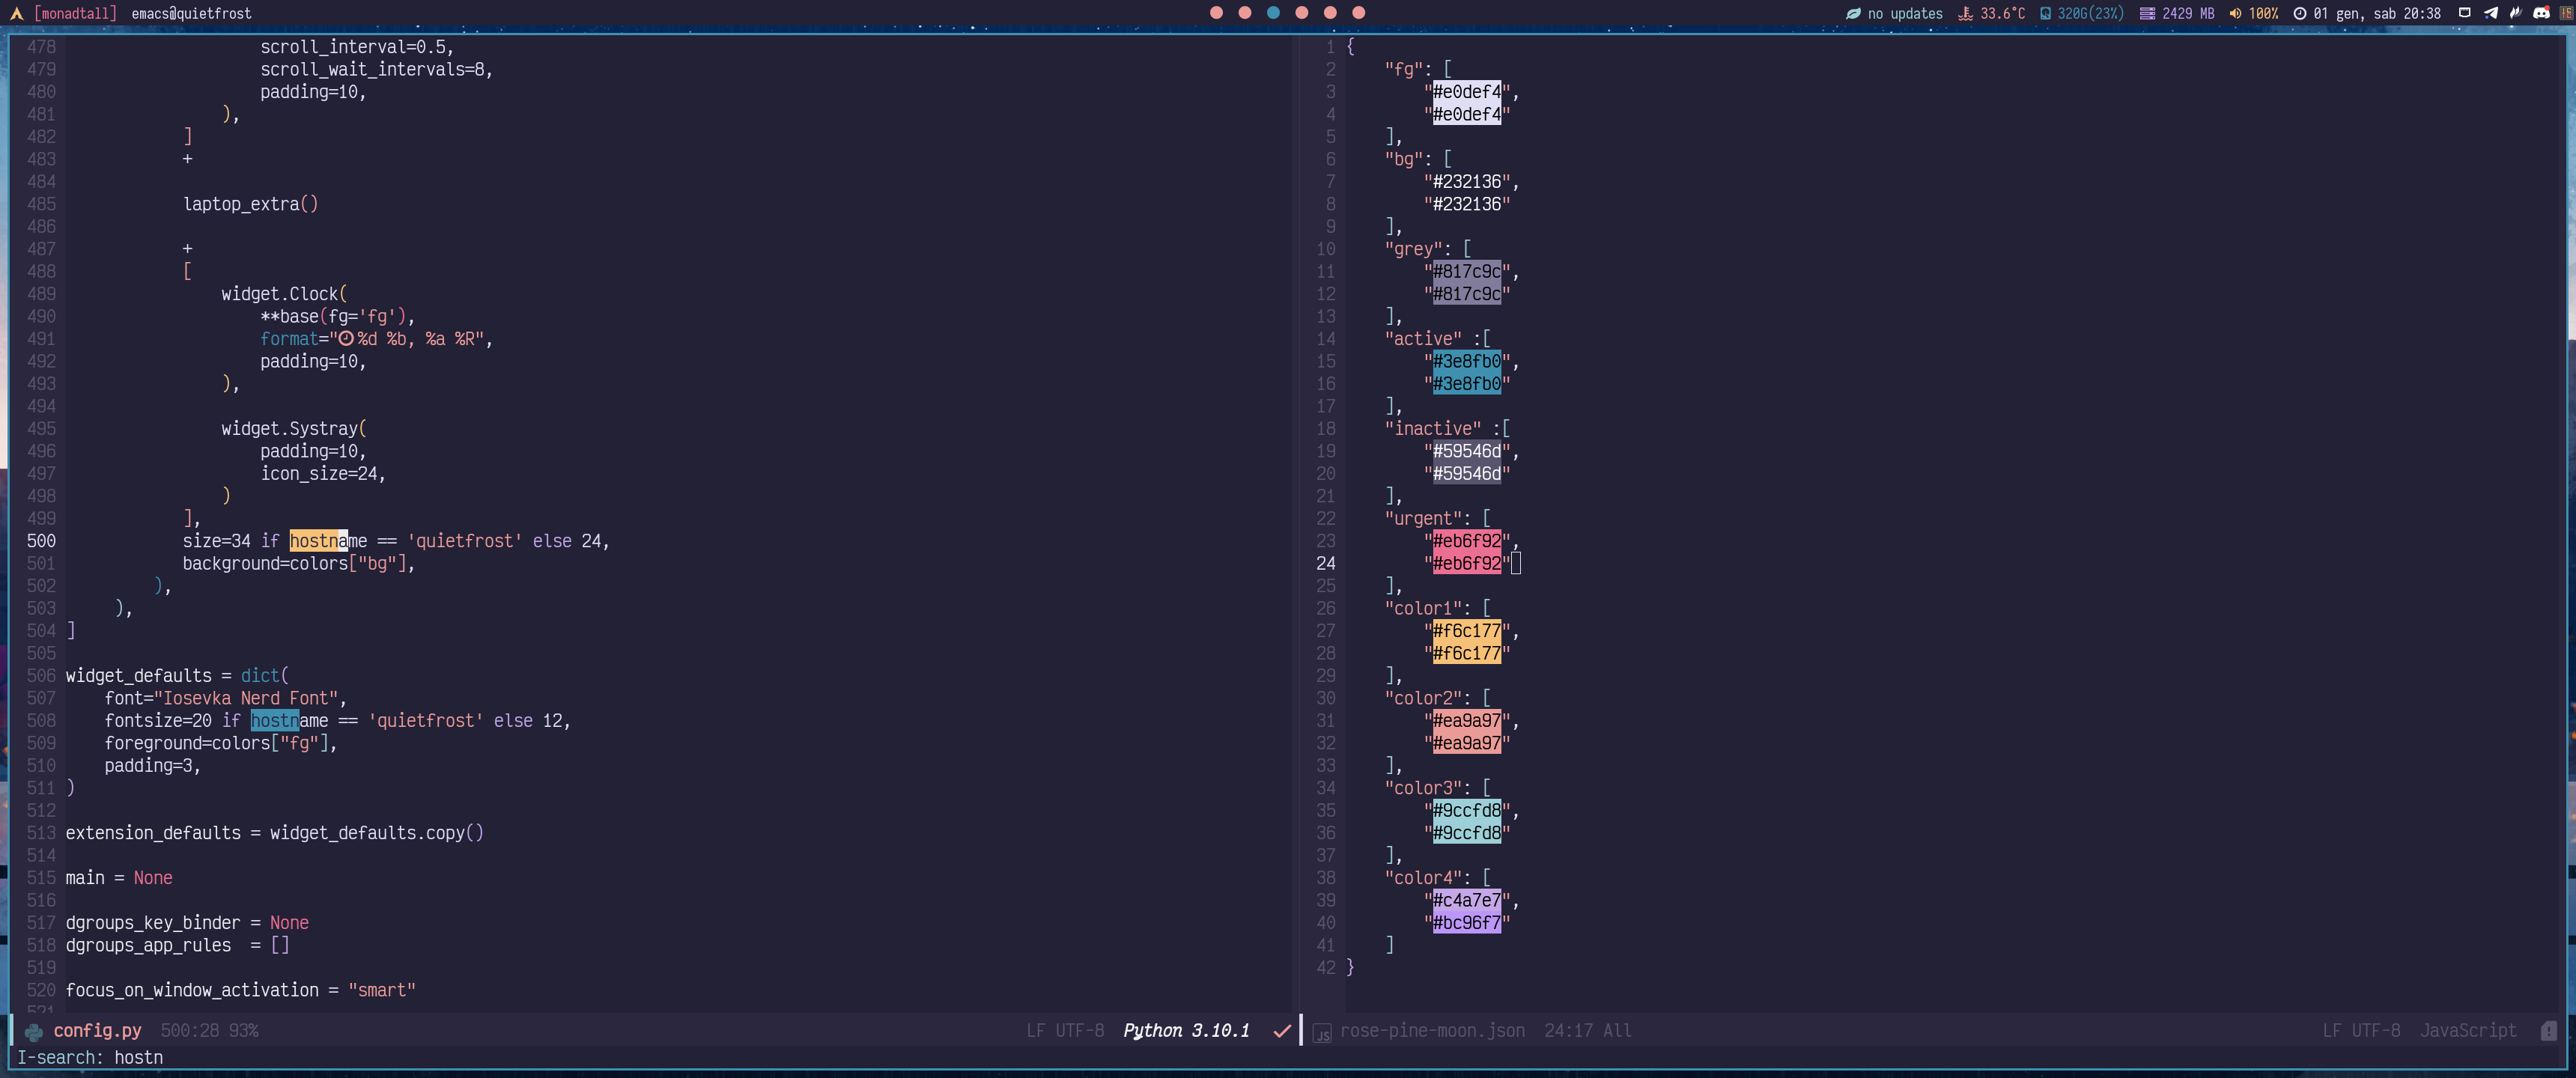 [monadtall] emacs@quietfrost no updates 33.6°C 320G(23%) 2429 MB 100% 01 gen, sab 20:38
478 scroll_interval=0.5,
479 scroll_wait_intervals=8,
480 padding=10,
481 ),
482 ]
483 +
484
485 laptop_extra()
486
487 +
488 [
489 widget.Clock(
490 **base(fg='fg'),
491 format="%d %b, %a %R",
492 padding=10,
493 ),
494
495 widget.Systray(
496 padding=10,
497 icon_size=24,
498 )
499 ],
500 size=34 if hostname == 'quietfrost' else 24,
501 background=colors["bg"],
502 ),
503 ),
504 ]
505
506 widget_defaults = dict(
507 font="Iosevka Nerd Font",
508 fontsize=20 if hostname == 'quietfrost' else 12,
509 foreground=colors["fg"],
510 padding=3,
511 )
512
513 extension_defaults = widget_defaults.copy()
514
515 main = None
516
517 dgroups_key_binder = None
518 dgroups_app_rules  = []
519
520 focus_on_window_activation = "smart"
521
config.py 500:28 93% LF UTF-8 Python 3.10.1
I-search: hostn
1 {
2 "fg": [
3 "#e0def4",
4 "#e0def4"
5 ],
6 "bg": [
7 "#232136",
8 "#232136"
9 ],
10 "grey": [
11 "#817c9c",
12 "#817c9c"
13 ],
14 "active" :[
15 "#3e8fb0",
16 "#3e8fb0"
17 ],
18 "inactive" :[
19 "#59546d",
20 "#59546d"
21 ],
22 "urgent": [
23 "#eb6f92",
24 "#eb6f92"
25 ],
26 "color1": [
27 "#f6c177",
28 "#f6c177"
29 ],
30 "color2": [
31 "#ea9a97",
32 "#ea9a97"
33 ],
34 "color3": [
35 "#9ccfd8",
36 "#9ccfd8"
37 ],
38 "color4": [
39 "#c4a7e7",
40 "#bc96f7"
41 ]
42 }
JS rose-pine-moon.json 24:17 All LF UTF-8 JavaScript